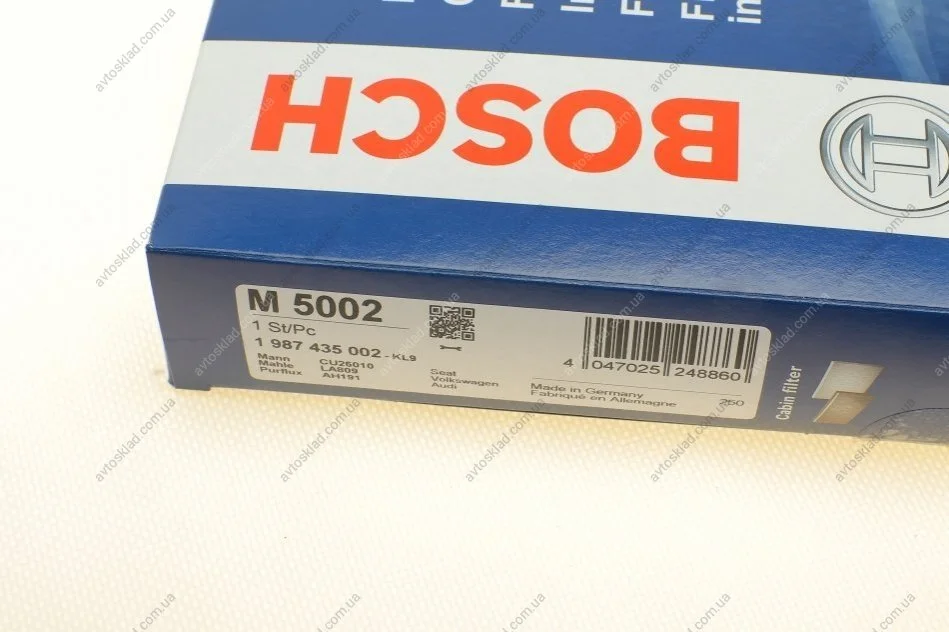 BOSCH
M 5002
1 St/Pc
1 987 435 002 - KL9
Mann CU26010
Mahle LA809
Purflux AH191
Seat
Volkswagen
Audi
4 047025 248860
Made in Germany
Fabriqué en Allemagne
250
Cabin filter
avtosklad.com.ua